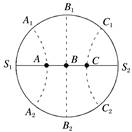 B₁
A₁ C₁
S₁ A B C S₂
A₂ C₂
B₂